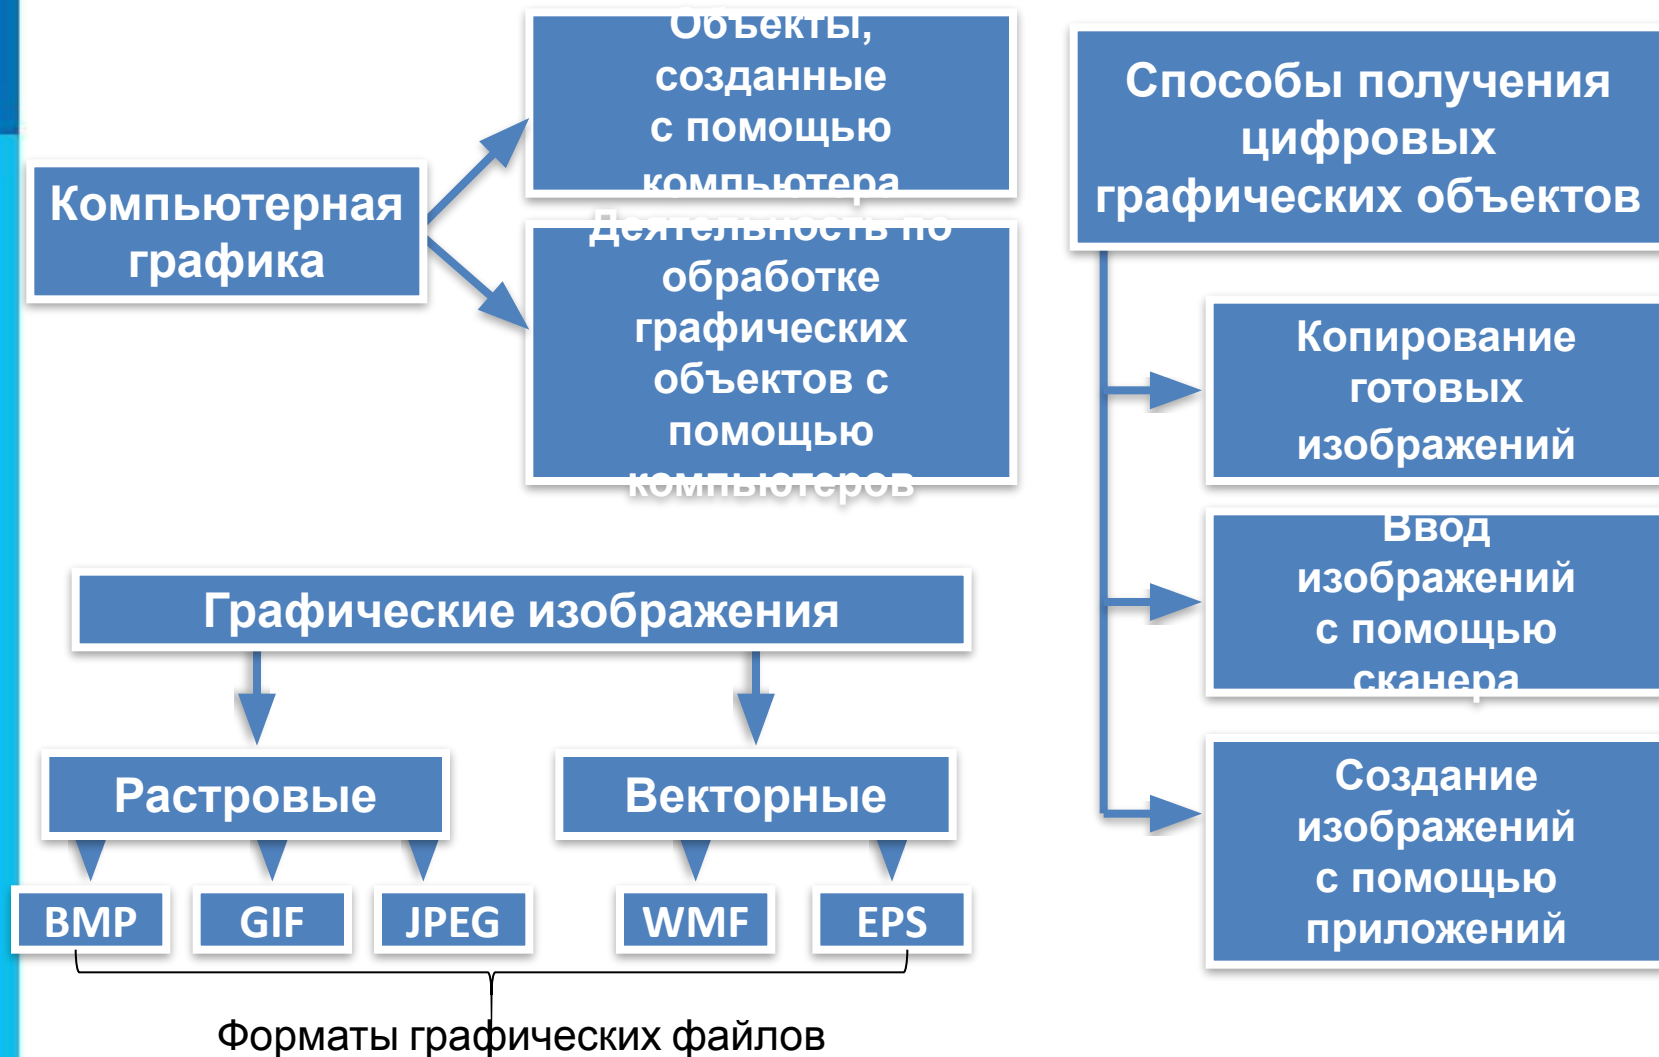 Объекты,
созданные
с помощью
компьютера
Компьютерная
графика
Деятельность по
обработке
графических
объектов с
помощью
компьютеров
Способы получения
цифровых
графических объектов
Копирование
готовых
изображений
Ввод
изображений
с помощью
сканера
Создание
изображений
с помощью
приложений
Графические изображения
Растровые
Векторные
BMP
GIF
JPEG
WMF
EPS
Форматы графических файлов